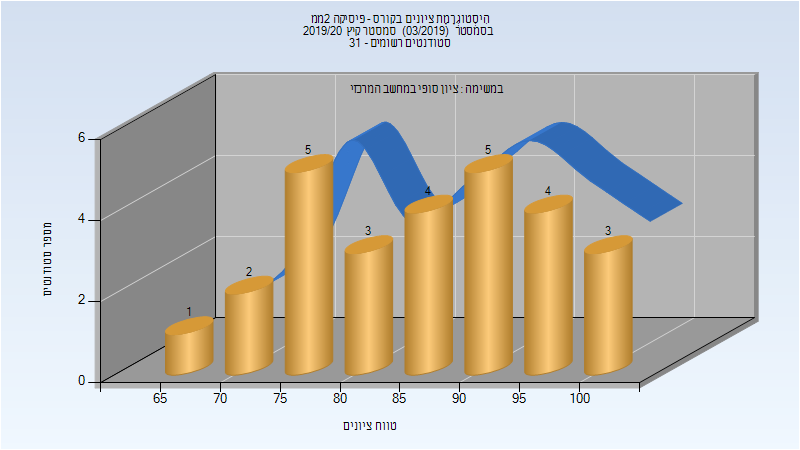 היסטוגרמת ציונים בקורס - פיסיקה 2ממ
בסמסטר (03/2019) סמסטר קיץ 2019/20
סטודנטים רשומים - 31
במשימה : ציון סופי במחשב המרכזי
מספר סטודנטים
6
4
2
0
1
2
5
3
4
5
4
3
65 70 75 80 85 90 95 100
טווח ציונים